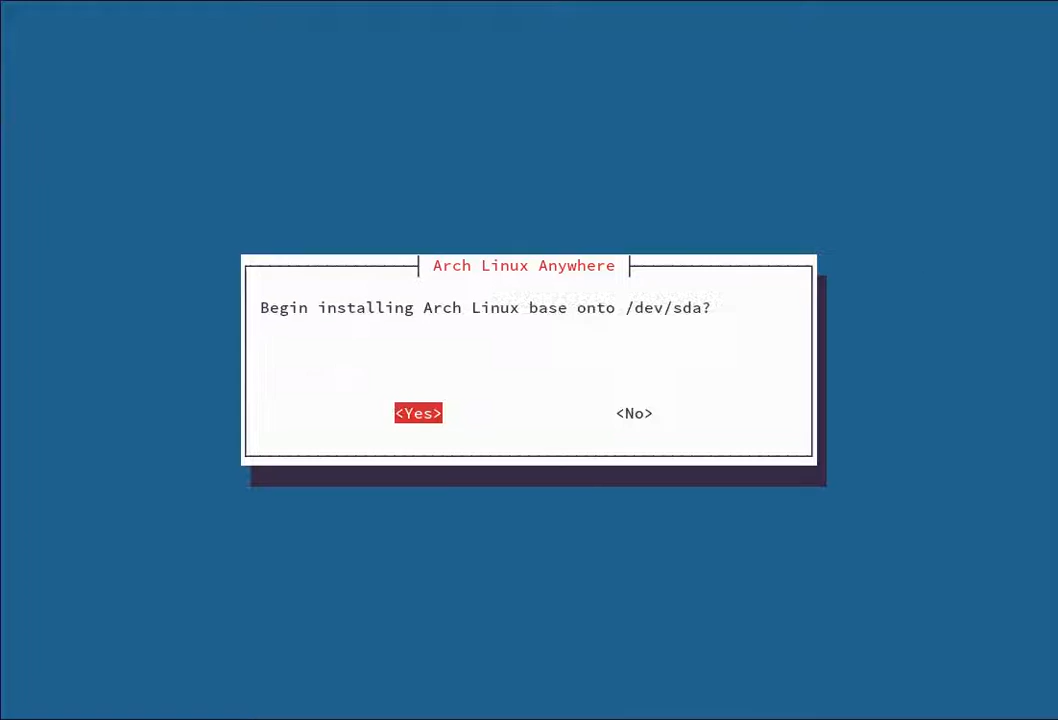 Arch Linux Anywhere
Begin installing Arch Linux base onto /dev/sda?
<Yes> <No>